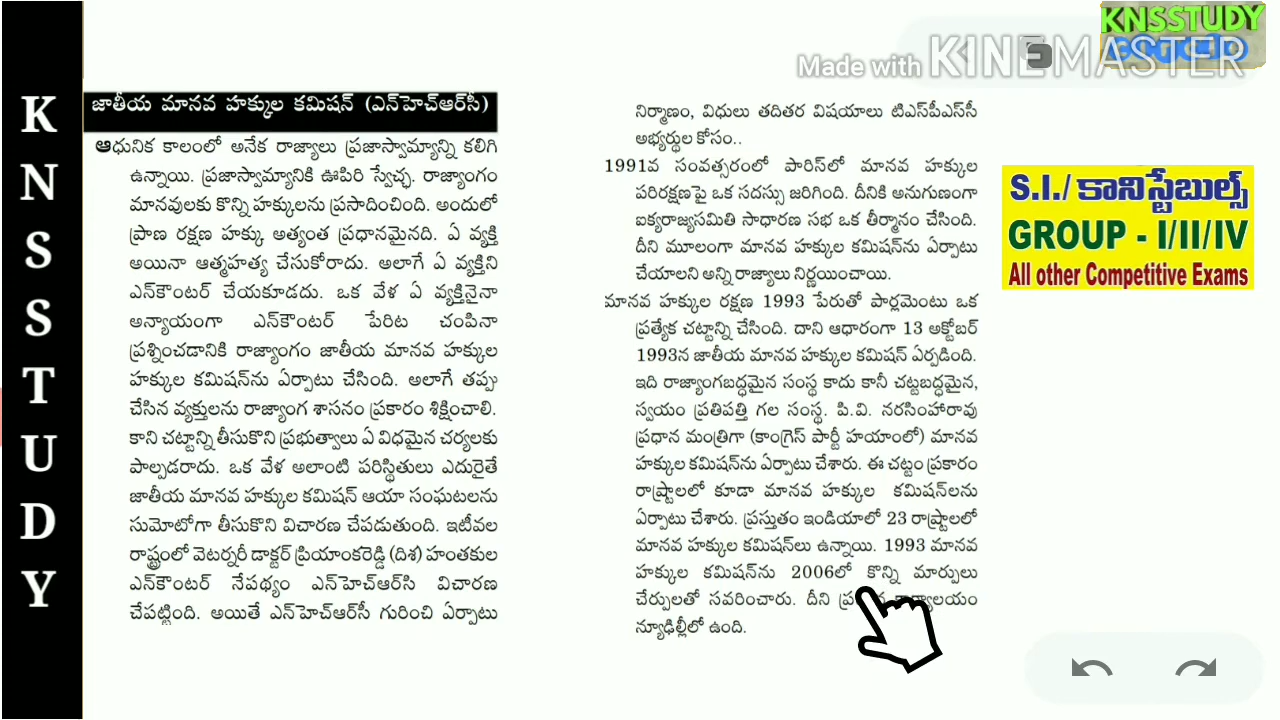 KNSSTUDY
Made with KINEMASTER
KNSSTUDY
జాతీయ మానవ హక్కుల కమిషన్ (ఎన్‌హెచ్‌ఆర్‌సీ)
ఆధునిక కాలంలో అనేక రాజ్యాలు ప్రజాస్వామ్యాన్ని కలిగి
ఉన్నాయి. ప్రజాస్వామ్యానికి ఊపిరి స్వేచ్ఛ. రాజ్యాంగం
మానవులకు కొన్ని హక్కులను ప్రసాదించింది. అందులో
ప్రాణ రక్షణ హక్కు అత్యంత ప్రధానమైనది. ఏ వ్యక్తి
అయినా ఆత్మహత్య చేసుకోరాదు. అలాగే ఏ వ్యక్తిని
ఎన్‌కౌంటర్ చేయకూడదు. ఒక వేళ ఏ వ్యక్తినైనా
అన్యాయంగా ఎన్‌కౌంటర్ పేరిట చంపినా
ప్రశ్నించడానికి రాజ్యాంగం జాతీయ మానవ హక్కుల
హక్కుల కమిషన్‌ను ఏర్పాటు చేసింది. అలాగే తప్పు
చేసిన వ్యక్తులను రాజ్యాంగ శాసనం ప్రకారం శిక్షించాలి.
కాని చట్టాన్ని తీసుకొని ప్రభుత్వాలు ఏ విధమైన చర్యలకు
పాల్పడరాదు. ఒక వేళ అలాంటి పరిస్థితులు ఎదురైతే
జాతీయ మానవ హక్కుల కమిషన్ ఆయా సంఘటలను
సుమోటోగా తీసుకొని విచారణ చేపడుతుంది. ఇటీవల
రాష్ట్రంలో వెటర్నరీ డాక్టర్ ప్రియాంకరెడ్డి (దిశ) హంతకుల
ఎన్‌కౌంటర్ నేపథ్యం ఎన్‌హెచ్‌ఆర్‌సి విచారణ
చేపట్టింది. అయితే ఎన్‌హెచ్‌ఆర్‌సీ గురించి ఏర్పాటు
నిర్మాణం, విధులు తదితర విషయాలు టిఎస్‌పీఎస్‌సీ
అభ్యర్థుల కోసం..
1991వ సంవత్సరంలో పారిస్‌లో మానవ హక్కుల
పరిరక్షణపై ఒక సదస్సు జరిగింది. దీనికి అనుగుణంగా
ఐక్యరాజ్యసమితి సాధారణ సభ ఒక తీర్మానం చేసింది.
దీని మూలంగా మానవ హక్కుల కమిషన్‌ను ఏర్పాటు
చేయాలని అన్ని రాజ్యాలు నిర్ణయించాయి.
మానవ హక్కుల రక్షణ 1993 పేరుతో పార్లమెంటు ఒక
ప్రత్యేక చట్టాన్ని చేసింది. దాని ఆధారంగా 13 అక్టోబర్
1993న జాతీయ మానవ హక్కుల కమిషన్ ఏర్పడింది.
ఇది రాజ్యాంగబద్ధమైన సంస్థ కాదు కానీ చట్టబద్ధమైన,
స్వయం ప్రతిపత్తి గల సంస్థ. పి.వి. నరసింహారావు
ప్రధాన మంత్రిగా (కాంగ్రెస్ పార్టీ హయాంలో) మానవ
హక్కుల కమిషన్‌ను ఏర్పాటు చేశారు. ఈ చట్టం ప్రకారం
రాష్ట్రాలలో కూడా మానవ హక్కుల కమిషన్‌లను
ఏర్పాటు చేశారు. ప్రస్తుతం ఇండియాలో 23 రాష్ట్రాలలో
మానవ హక్కుల కమిషన్‌లు ఉన్నాయి. 1993 మానవ
హక్కుల కమిషన్‌ను 2006లో కొన్ని మార్పులు
చేర్పులతో సవరించారు. దీని కార్యాలయం
న్యూఢిల్లీలో ఉంది.
S.I./ కానిస్టేబుల్స్
GROUP - I/II/IV
All other Competitive Exams